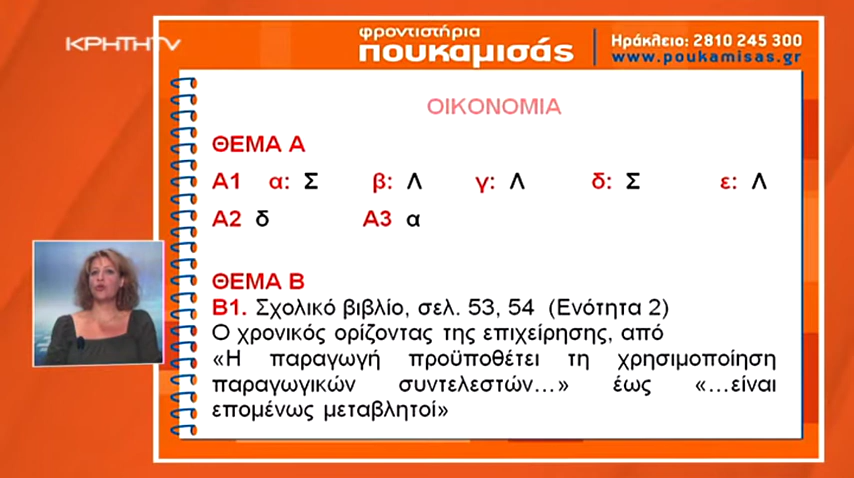 ΚΡΗΤΗTV
φροντιστήρια
πουκαμισάς
Ηράκλειο: 2810 245 300
www.poukamisas.gr
ΟΙΚΟΝΟΜΙΑ
ΘΕΜΑ Α
Α1 α: Σ β: Λ γ: Λ δ: Σ ε: Λ
Α2 δ Α3 α
ΘΕΜΑ Β
Β1. Σχολικό βιβλίο, σελ. 53, 54 (Ενότητα 2)
Ο χρονικός ορίζοντας της επιχείρησης, από
«Η παραγωγή προϋποθέτει τη χρησιμοποίηση
παραγωγικών συντελεστών...» έως «...είναι
επομένως μεταβλητοί»